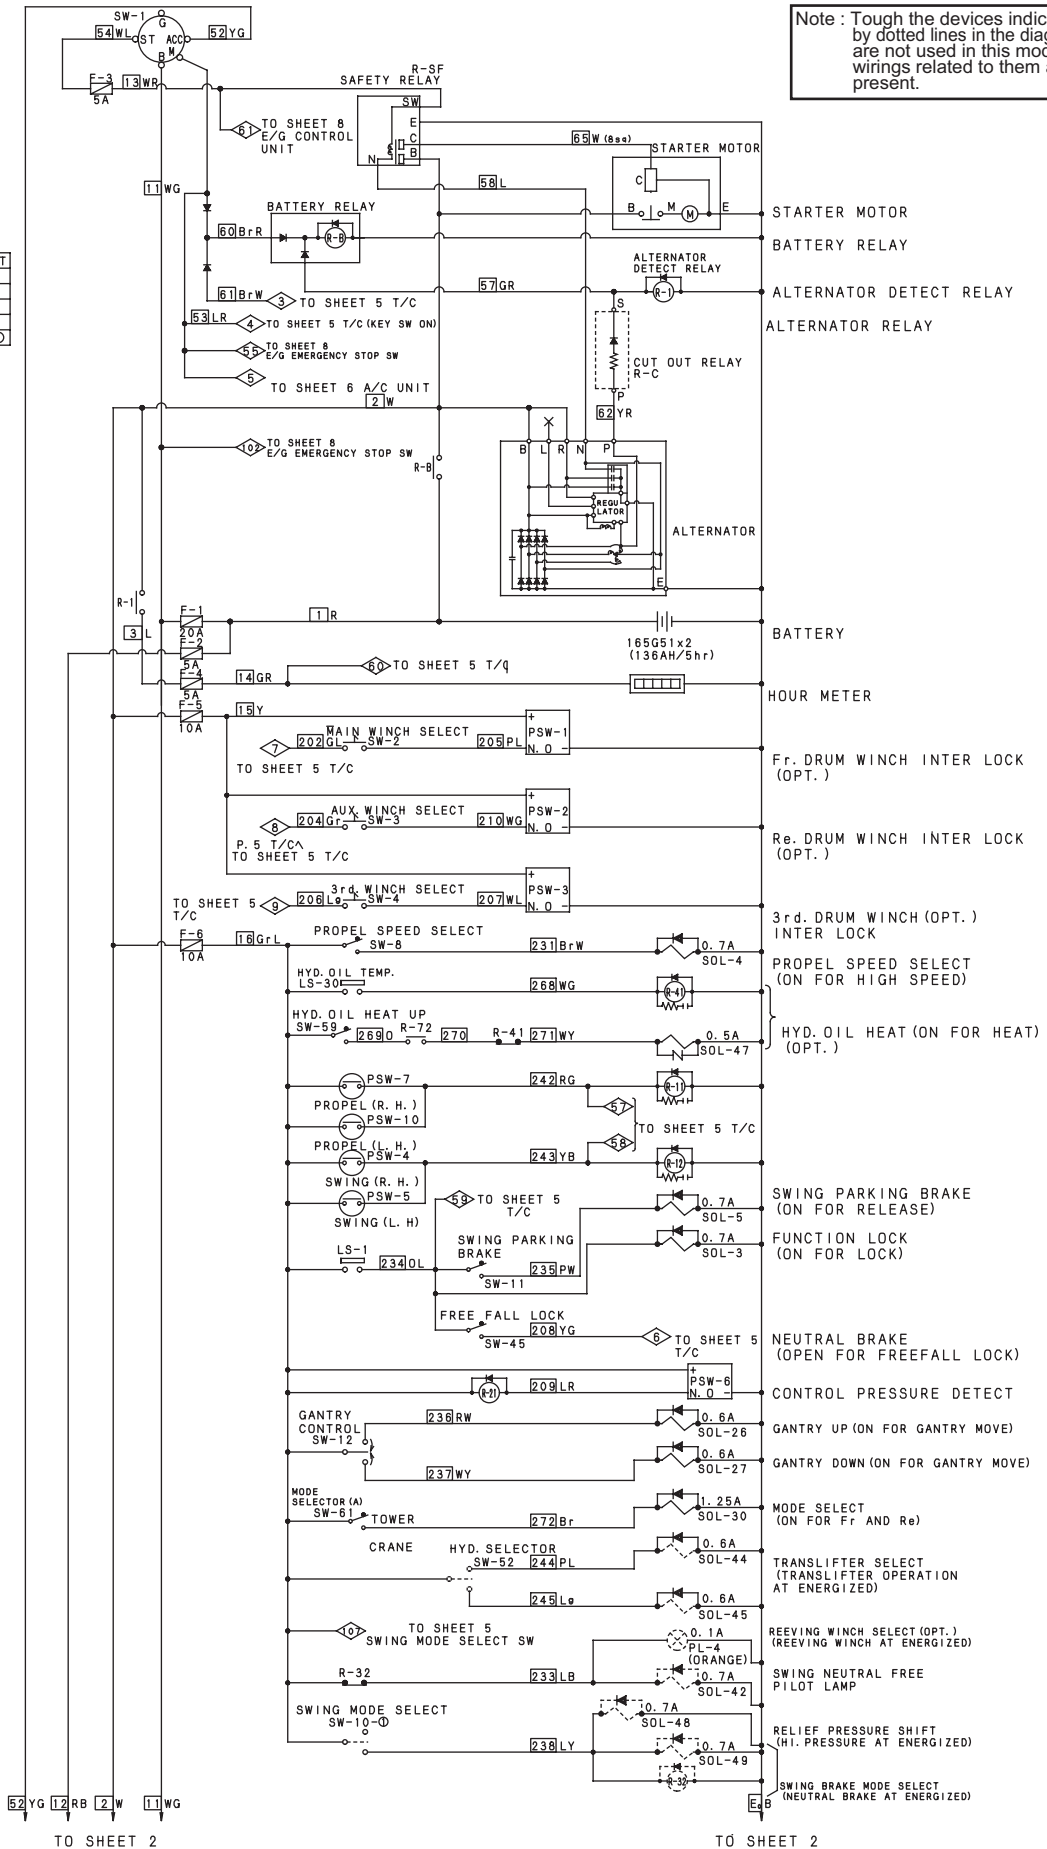 Note : Tough the devices indic
by dotted lines in the diag
are not used in this mod
wirings related to them a
present.
SW-1
G
54 WL
ST ACC
52 YG
B
M
F-3
13 WR
5A
61
TO SHEET 8
E/G CONTROL
UNIT
R-SF
SAFETY RELAY
SW
E
C
B
N
65 W (8sq)
STARTER MOTOR
C
B
M
M
E
STARTER MOTOR
11 WG
58 L
BATTERY RELAY
60 BrR
R-B
BATTERY RELAY
ALTERNATOR
DETECT RELAY
57 GR
R-1
ALTERNATOR DETECT RELAY
61 BrW
3
TO SHEET 5 T/C
S
53 LR
4
TO SHEET 5 T/C (KEY SW ON)
ALTERNATOR RELAY
55
TO SHEET 8
E/G EMERGENCY STOP SW
CUT OUT RELAY
R-C
5
TO SHEET 6 A/C UNIT
P
2 W
62 YR
102
TO SHEET 8
E/G EMERGENCY STOP SW
R-B
B L R N P
REGU
LATOR
ALTERNATOR
E
T
R-1
F-1
1 R
20A
3 L
F-2
5A
165G51x2
(136AH/5hr)
BATTERY
60
TO SHEET 5 T/q
F-4
14 GR
5A
HOUR METER
F-5
15 Y
10A
+
PSW-1
N. O -
MAIN WINCH SELECT
7
202 GL
SW-2
205 PL
TO SHEET 5 T/C
Fr. DRUM WINCH INTER LOCK
(OPT. )
+
PSW-2
N. O -
AUX. WINCH SELECT
8
204 Gr
SW-3
210 WG
P. 5 T/C^
TO SHEET 5 T/C
Re. DRUM WINCH INTER LOCK
(OPT. )
+
PSW-3
N. O -
3rd. WINCH SELECT
TO SHEET 5
T/C
9
206 Lg
SW-4
207 WL
3rd. DRUM WINCH (OPT. )
INTER LOCK
F-6
16 GrL
10A
PROPEL SPEED SELECT
SW-8
231 BrW
0. 7A
SOL-4
PROPEL SPEED SELECT
(ON FOR HIGH SPEED)
HYD. OIL TEMP.
LS-30
268 WG
R-41
HYD. OIL HEAT UP
SW-59
269 O
R-72
270
R-41
271 WY
0. 5A
SOL-47
HYD. OIL HEAT (ON FOR HEAT)
(OPT. )
PSW-7
242 RG
R-11
PROPEL (R. H. )
PSW-10
57
TO SHEET 5 T/C
58
PROPEL (L. H. )
PSW-4
243 YB
R-12
SWING (R. H. )
PSW-5
59
TO SHEET 5
T/C
SWING (L. H)
0. 7A
SOL-5
SWING PARKING BRAKE
(ON FOR RELEASE)
SWING PARKING
BRAKE
0. 7A
SOL-3
FUNCTION LOCK
(ON FOR LOCK)
LS-1
234 OL
235 PW
SW-11
FREE FALL LOCK
208 YG
SW-45
6
TO SHEET 5
T/C
NEUTRAL BRAKE
(OPEN FOR FREEFALL LOCK)
R-21
209 LR
+
PSW-6
N. O -
CONTROL PRESSURE DETECT
GANTRY
CONTROL
SW-12
236 RW
0. 6A
SOL-26
GANTRY UP (ON FOR GANTRY MOVE)
237 WY
0. 6A
SOL-27
GANTRY DOWN (ON FOR GANTRY MOVE)
MODE
SELECTOR (A)
SW-61
TOWER
CRANE
272 Br
1. 25A
SOL-30
MODE SELECT
(ON FOR Fr AND Re)
HYD. SELECTOR
SW-52
244 PL
0. 6A
SOL-44
TRANSLIFTER SELECT
(TRANSLIFTER OPERATION
AT ENERGIZED)
245 Lg
0. 6A
SOL-45
107
TO SHEET 5
SWING MODE SELECT SW
0. 1A
PL-4
(ORANGE)
REEVING WINCH SELECT (OPT. )
(REEVING WINCH AT ENERGIZED)
R-32
233 LB
0. 7A
SOL-42
SWING NEUTRAL FREE
PILOT LAMP
SWING MODE SELECT
SW-10-①
0. 7A
SOL-48
RELIEF PRESSURE SHIFT
(HI. PRESSURE AT ENERGIZED)
238 LY
0. 7A
SOL-49
R-32
SWING BRAKE MODE SELECT
(NEUTRAL BRAKE AT ENERGIZED)
52 YG
12 RB
2 W
11 WG
B
TO SHEET 2
TO SHEET 2